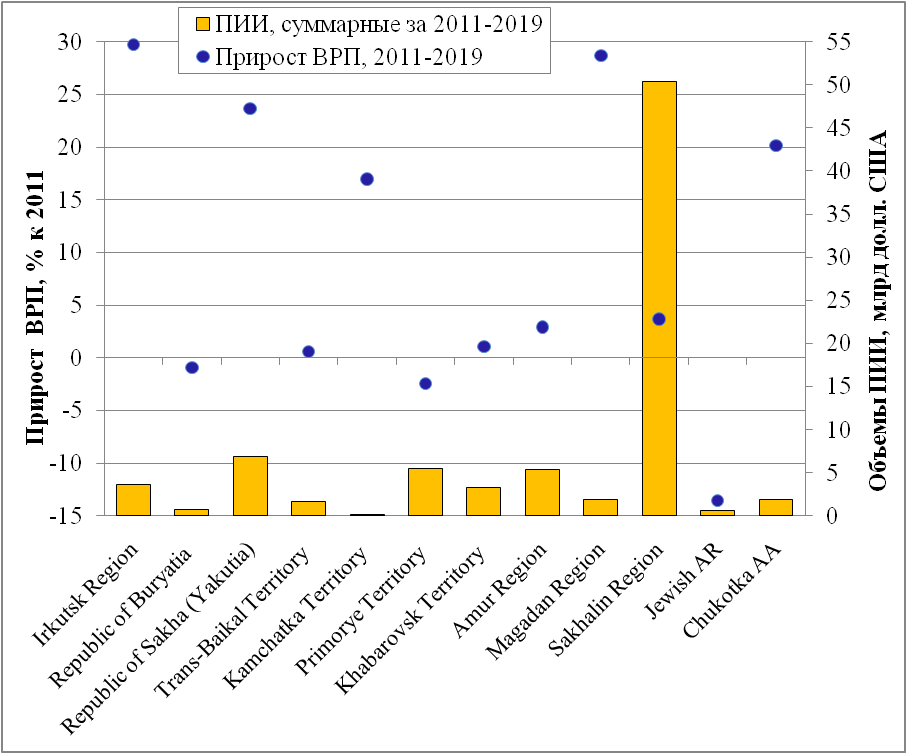 ПИИ, суммарные за 2011-2019
Прирост ВРП, 2011-2019
Прирост ВРП, % к 2011
30
25
20
15
10
5
0
-5
-10
-15
55
50
45
40
35
30
25
20
15
10
5
0
Объемы ПИИ, млрд долл. США
Irkutsk Region
Republic of Buryatia
Republic of Sakha (Yakutia)
Trans-Baikal Territory
Kamchatka Territory
Primorye Territory
Khabarovsk Territory
Amur Region
Magadan Region
Sakhalin Region
Jewish AR
Chukotka AA